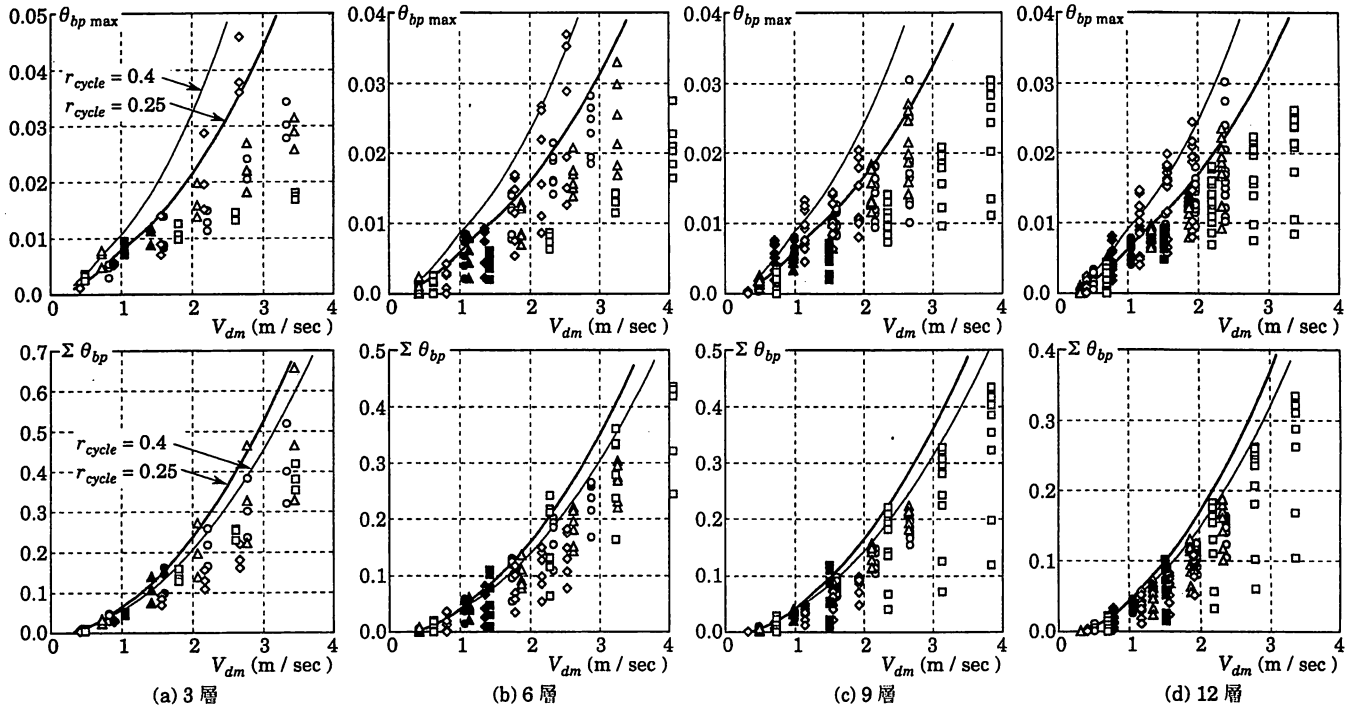 θbp max
0.05
0.04
0.03
0.02
0.01
0.0
0 1 2 3 4
Vdm (m / sec)
rcycle = 0.4
rcycle = 0.25
θbp max
0.04
0.03
0.02
0.01
0.0
0 1 2 3 4
Vdm (m / sec)
θbp max
0.04
0.03
0.02
0.01
0.0
0 1 2 3 4
Vdm (m / sec)
θbp max
0.04
0.03
0.02
0.01
0.0
0 1 2 3 4
Vdm (m / sec)
Σ θbp
0.7
0.6
0.5
0.4
0.3
0.2
0.1
0.0
0 1 2 3 4
Vdm (m / sec)
rcycle = 0.4
rcycle = 0.25
(a) 3 層
Σ θbp
0.5
0.4
0.3
0.2
0.1
0.0
0 1 2 3 4
Vdm (m / sec)
(b) 6 層
Σ θbp
0.5
0.4
0.3
0.2
0.1
0.0
0 1 2 3 4
Vdm (m / sec)
(c) 9 層
Σ θbp
0.4
0.3
0.2
0.1
0.0
0 1 2 3 4
Vdm (m / sec)
(d) 12 層